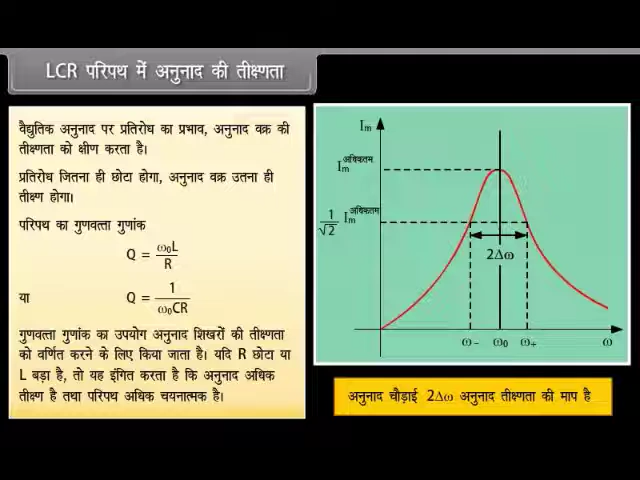 LCR परिपथ में अनुनाद की तीक्ष्णता
वैद्युतिक अनुनाद पर प्रतिरोध का प्रभाव, अनुनाद वक्र की
तीक्ष्णता को क्षीण करता है।
प्रतिरोध जितना ही छोटा होगा, अनुनाद वक्र उतना ही
तीक्ष्ण होगा।
परिपथ का गुणवत्ता गुणांक
Q = ω₀L / R
या Q = 1 / ω₀CR
गुणवत्ता गुणांक का उपयोग अनुनाद शिखरों की तीक्ष्णता
को वर्णित करने के लिए किया जाता है। यदि R छोटा या
L बड़ा है, तो यह इंगित करता है कि अनुनाद अधिक
तीक्ष्ण है तथा परिपथ अधिक चयनात्मक है।
Iₘ
Iₘ अधिकतम
1/√2 Iₘ अधिकतम
2Δω
ω₋ ω₀ ω₊ ω
अनुनाद चौड़ाई 2Δω अनुनाद तीक्ष्णता की माप है